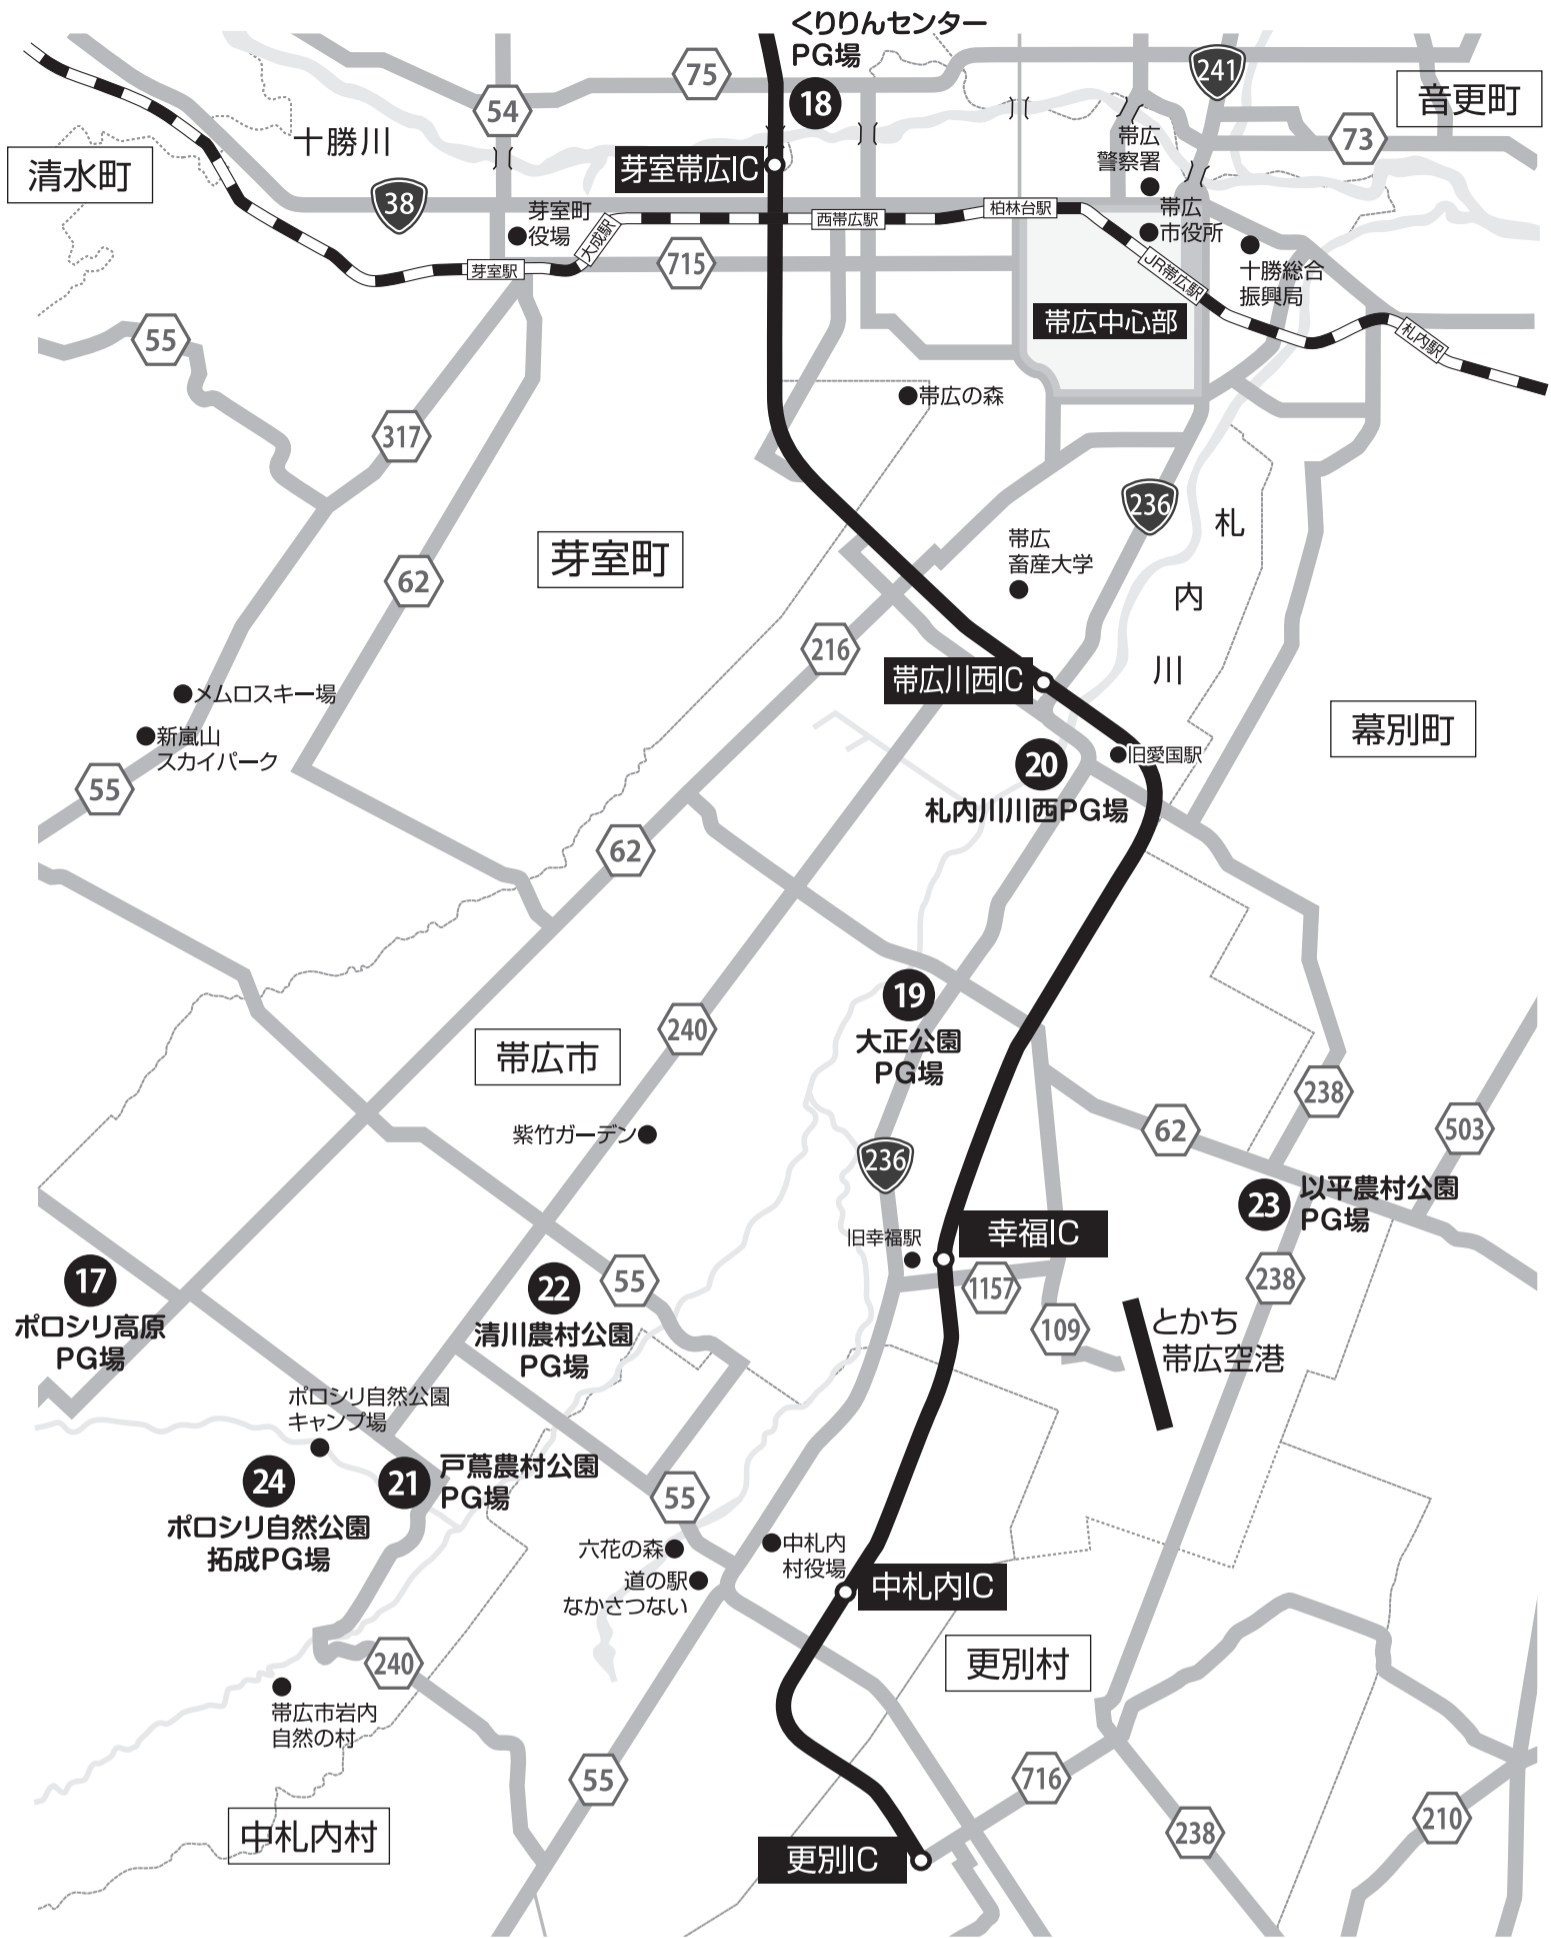 くりりんセンター
PG場
18
75
54
241
音更町
73
十勝川
清水町
38
芽室帯広IC
帯広
警察署
芽室町
役場
大成駅
西帯広駅
柏林台駅
帯広
市役所
芽室駅
715
JR帯広駅
十勝総合
振興局
帯広中心部
札内駅
55
帯広の森
317
236
札
内
川
芽室町
帯広
畜産大学
62
216
帯広川西IC
メムロスキー場
新嵐山
スカイパーク
幕別町
旧愛国駅
20
札内川川西PG場
55
62
19
大正公園
PG場
240
帯広市
238
62
503
紫竹ガーデン
236
23
以平農村公園
PG場
旧幸福駅
幸福IC
17
ポロシリ高原
PG場
22
清川農村公園
PG場
55
1157
238
109
とかち
帯広空港
ポロシリ自然公園
キャンプ場
24
ポロシリ自然公園
拓成PG場
21
戸蔦農村公園
PG場
55
六花の森
道の駅
なかさつない
中札内
村役場
中札内IC
240
更別村
帯広市岩内
自然の村
55
716
238
210
中札内村
更別IC